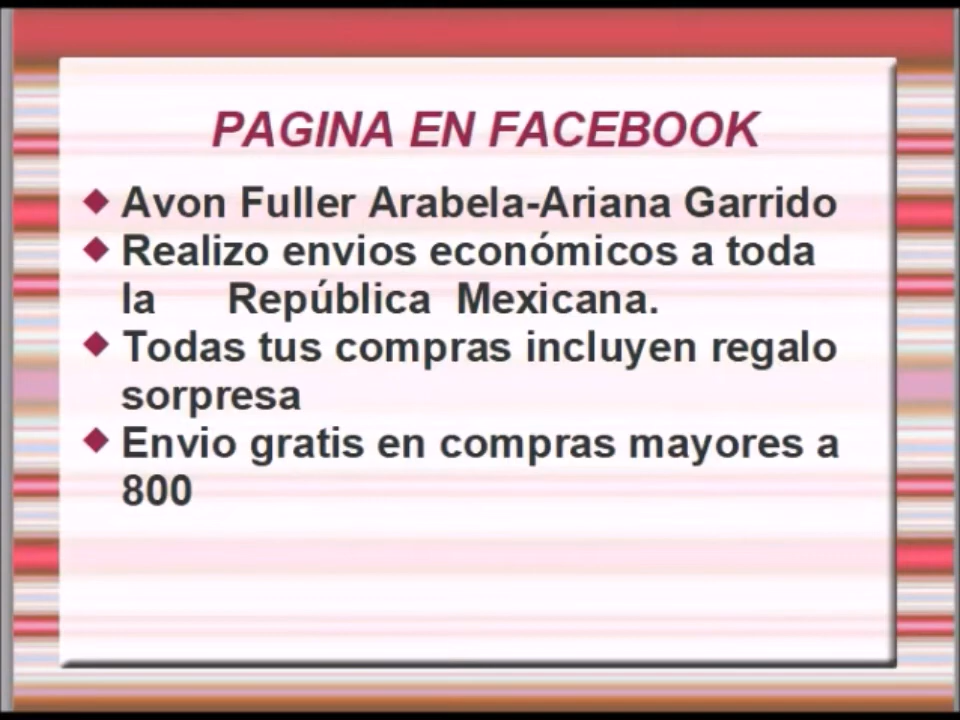 PAGINA EN FACEBOOK
Avon Fuller Arabela-Ariana Garrido
Realizo envios económicos a toda
la República Mexicana.
Todas tus compras incluyen regalo
sorpresa
Envio gratis en compras mayores a
800